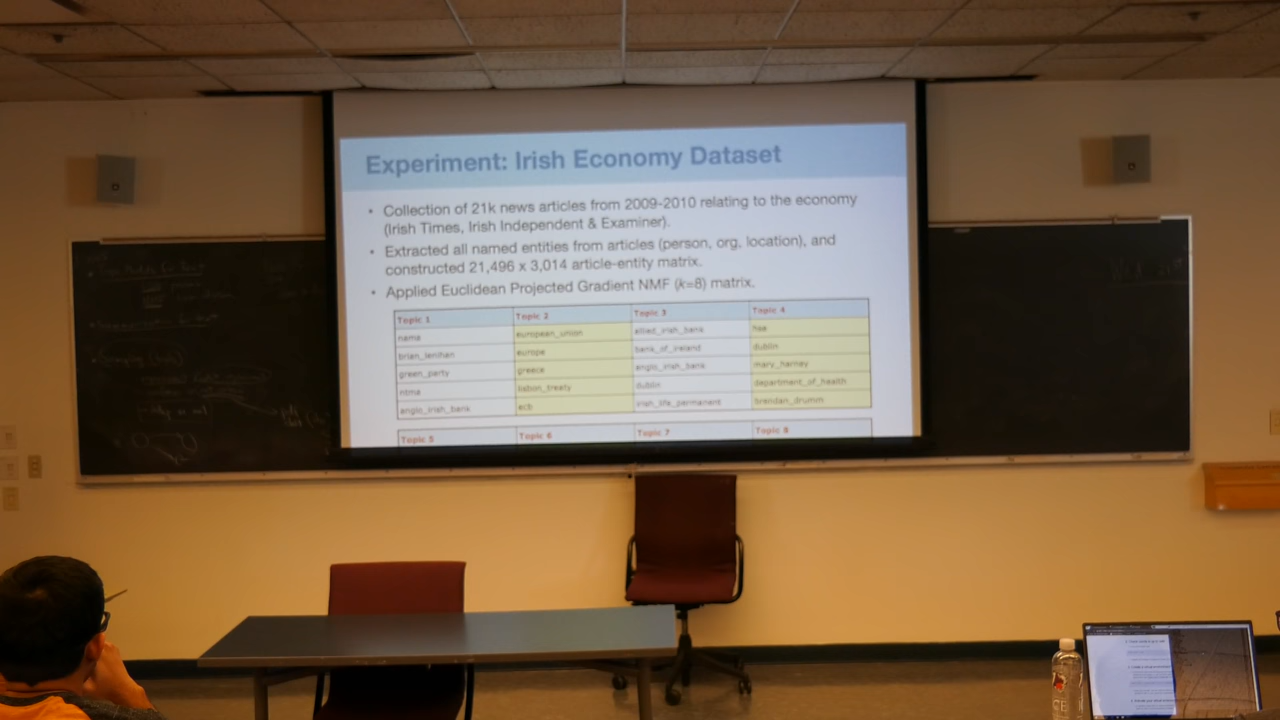 Experiment: Irish Economy Dataset
• Collection of 21k news articles from 2009-2010 relating to the economy
(Irish Times, Irish Independent & Examiner).
• Extracted all named entities from articles (person, org, location), and
constructed 21,496 x 3,014 article-entity matrix.
• Applied Euclidean Projected Gradient NMF (k=8) matrix.
Topic 1 Topic 2 Topic 3 Topic 4
nama european_union allied_irish_bank hse
brian_lenihan europe bank_of_ireland dublin
green_party greece anglo_irish_bank mary_harney
ntma lisbon_treaty dublin department_of_health
anglo_irish_bank ecb irish_life_permanent brendan_drumm
Topic 5 Topic 6 Topic 7 Topic 8